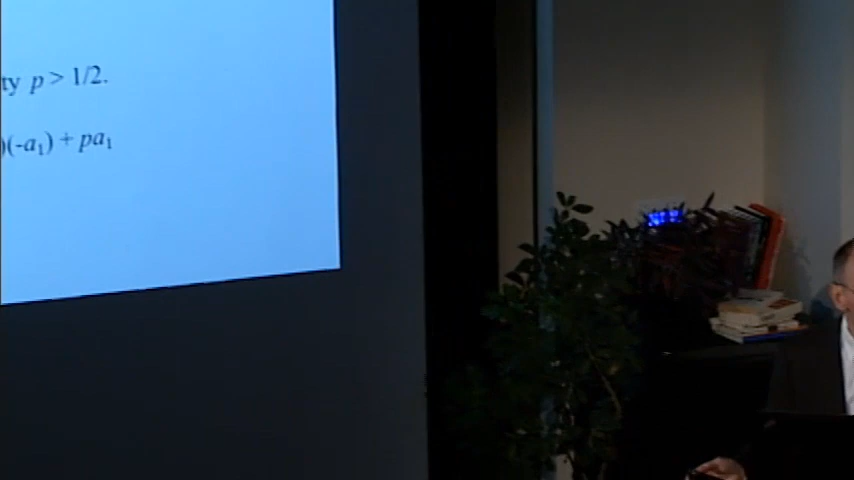 ty p > 1/2.
)(-a₁) + pa₁